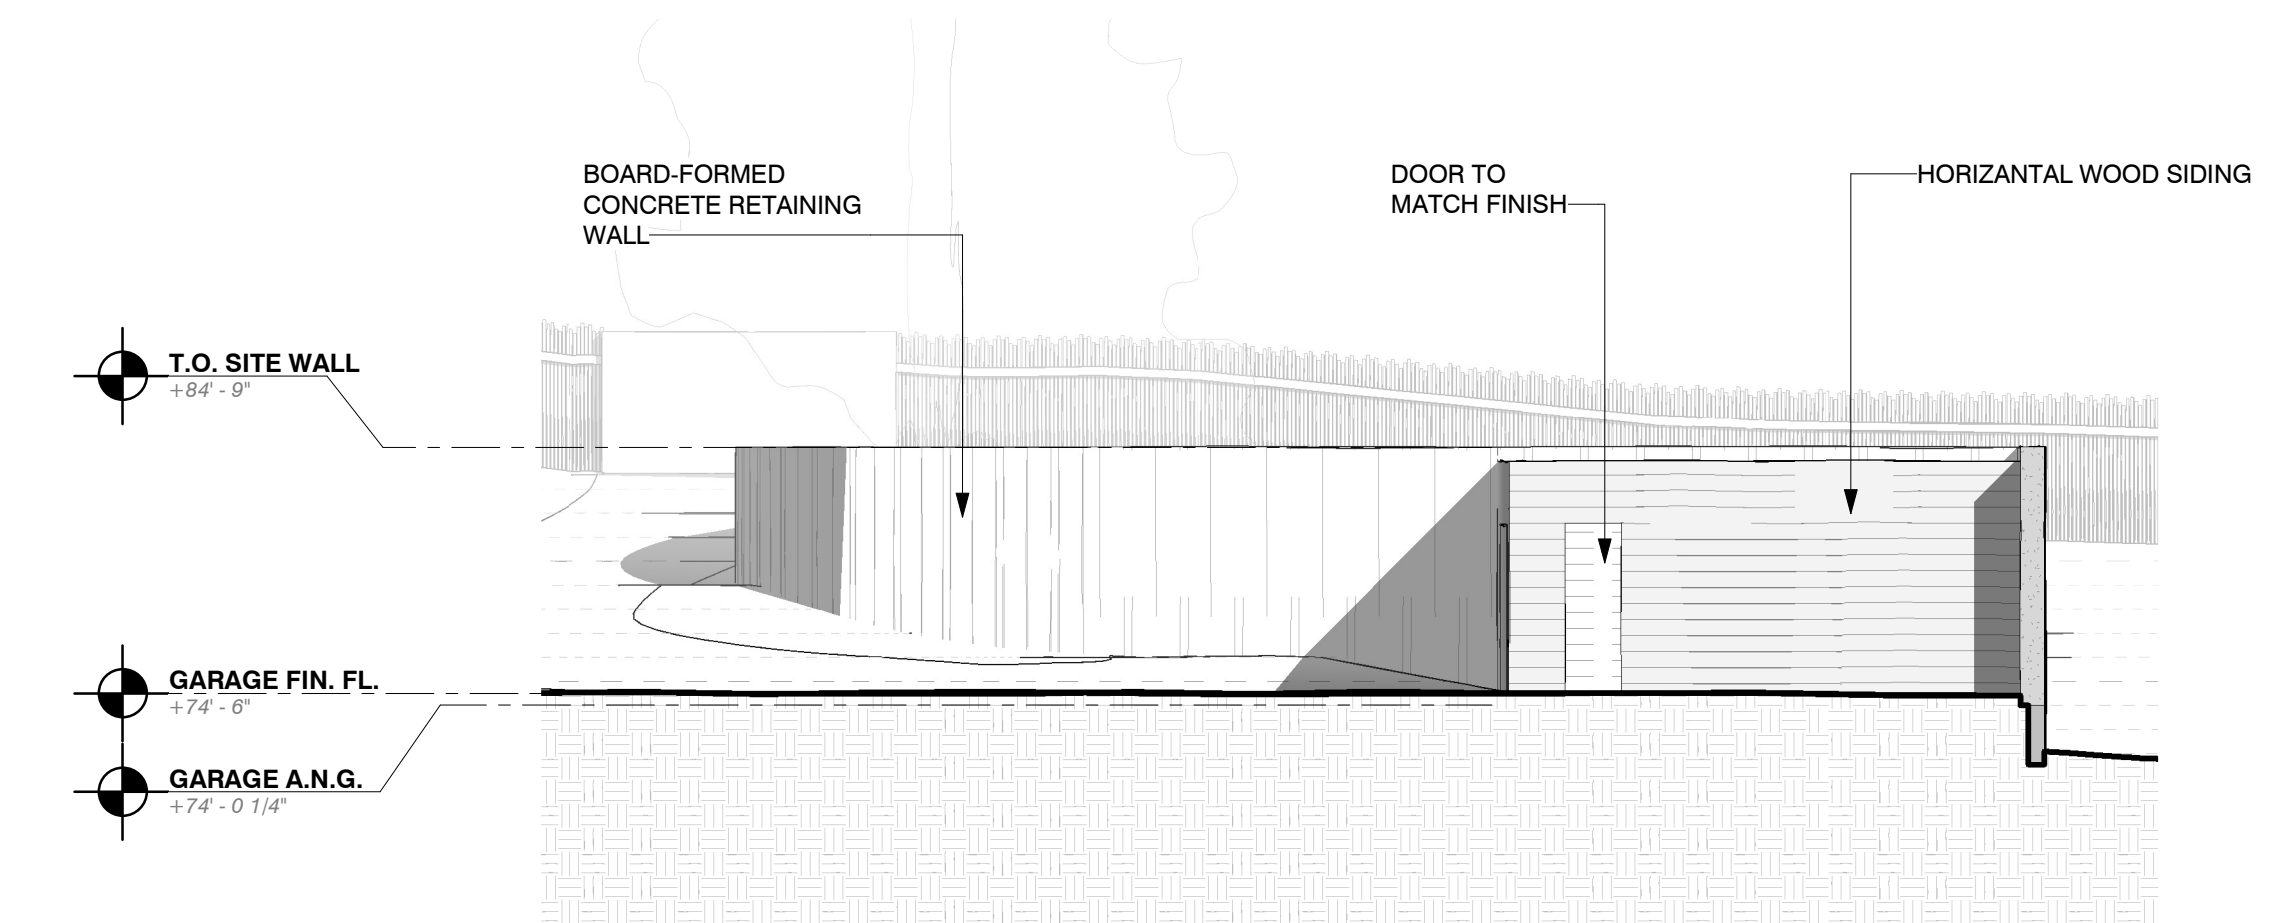 BOARD-FORMED
CONCRETE RETAINING
WALL
DOOR TO
MATCH FINISH
HORIZANTAL WOOD SIDING
T.O. SITE WALL
+84' - 9"
GARAGE FIN. FL.
+74' - 6"
GARAGE A.N.G.
+74' - 0 1/4"